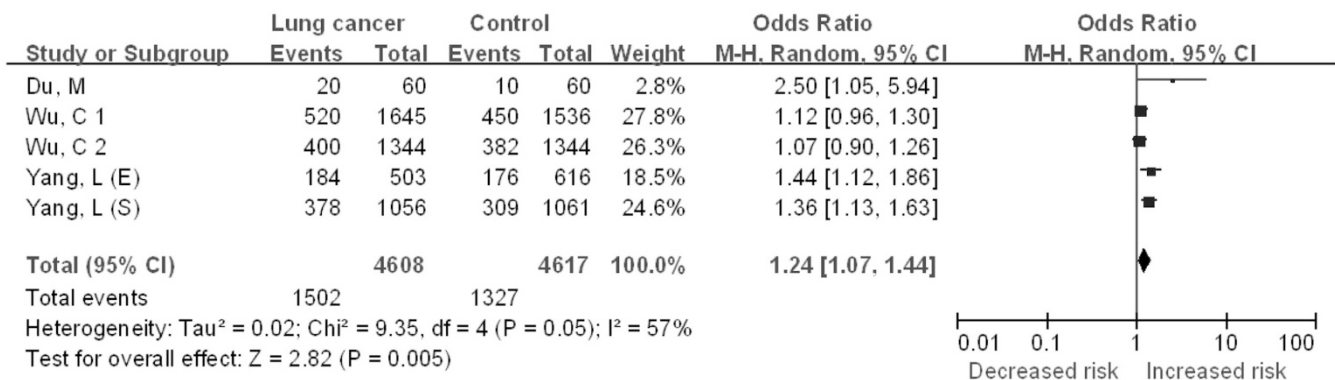 Lung cancer Control Odds Ratio Odds Ratio
Study or Subgroup Events Total Events Total Weight M-H. Random. 95% CI M-H. Random. 95% CI
Du, M 20 60 10 60 2.8% 2.50 [1.05, 5.94]
Wu, C 1 520 1645 450 1536 27.8% 1.12 [0.96, 1.30]
Wu, C 2 400 1344 382 1344 26.3% 1.07 [0.90, 1.26]
Yang, L (E) 184 503 176 616 18.5% 1.44 [1.12, 1.86]
Yang, L (S) 378 1056 309 1061 24.6% 1.36 [1.13, 1.63]
Total (95% CI) 4608 4617 100.0% 1.24 [1.07, 1.44]
Total events 1502 1327
Heterogeneity: Tau² = 0.02; Chi² = 9.35, df = 4 (P = 0.05); I² = 57%
Test for overall effect: Z = 2.82 (P = 0.005)
0.01 0.1 1 10 100
Decreased risk Increased risk